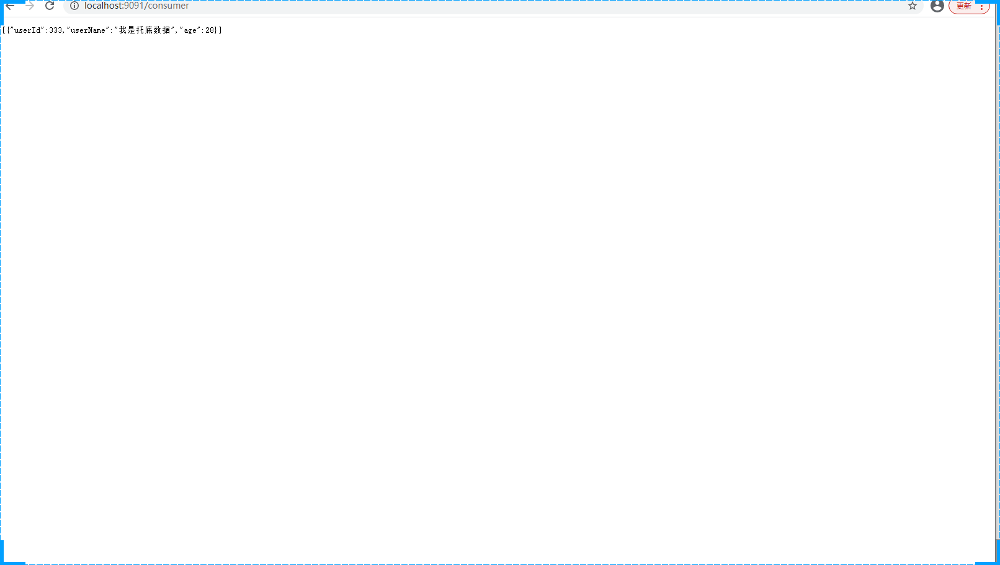 localhost:9091/consumer
更新
[{"userId":333,"userName":"我是托底数据","age":28}]